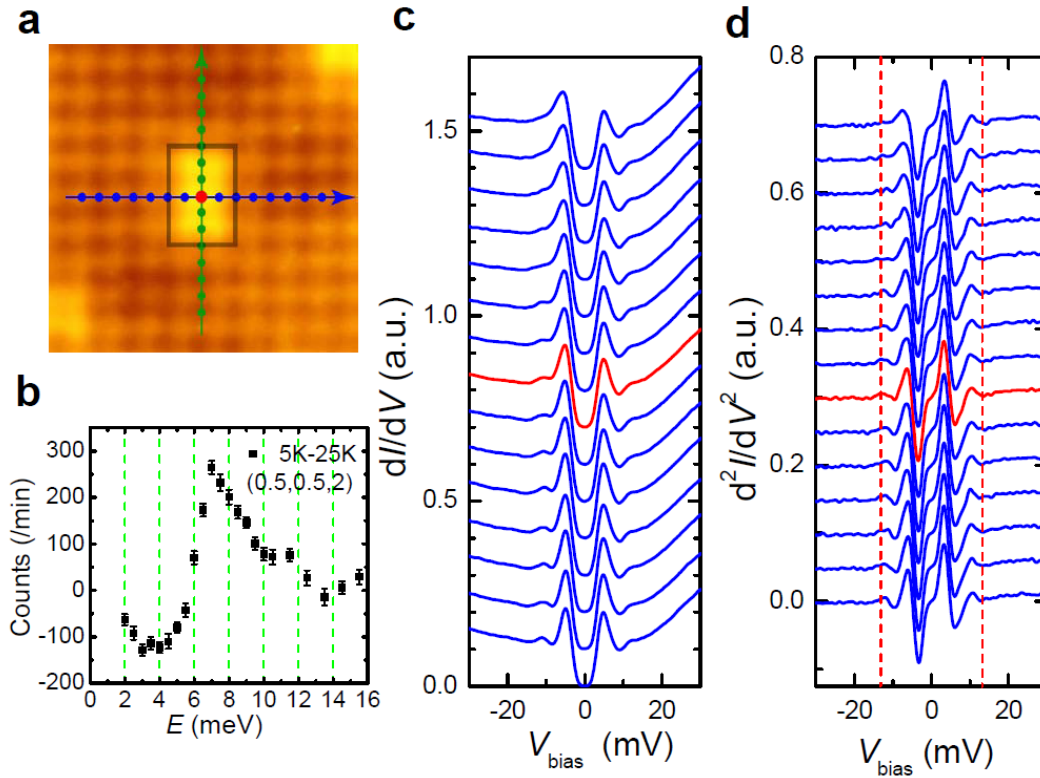 a
b
350
300
200
100
0
-100
-200
0 2 4 6 8 10 12 14 16
Counts (/min)
E (meV)
5K-25K
(0.5,0.5,2)
c
1.5
1.0
0.5
0.0
-20 0 20
dI/dV (a.u.)
V_bias (mV)
d
0.8
0.6
0.4
0.2
0.0
-20 0 20
d²I/dV² (a.u.)
V_bias (mV)